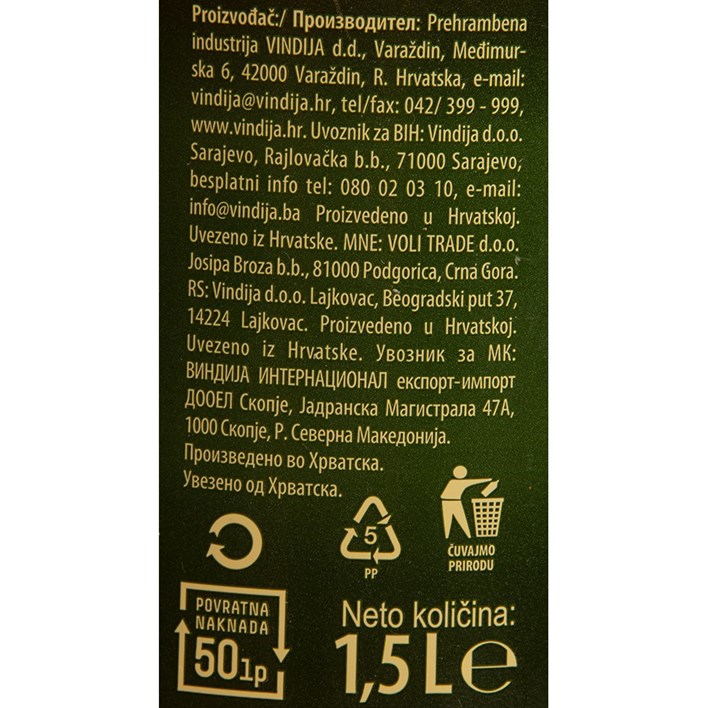 Proizvođač:/ Производител: Prehrambena
industrija VINDIJA d.d., Varaždin, Međimur-
ska 6, 42000 Varaždin, R. Hrvatska, e-mail:
vindija@vindija.hr, tel/fax: 042/ 399 - 999,
www.vindija.hr. Uvoznik za BIH: Vindija d.o.o.
Sarajevo, Rajlovačka b.b., 71000 Sarajevo,
besplatni info tel: 080 02 03 10, e-mail:
info@vindija.ba Proizvedeno u Hrvatskoj.
Uvezeno iz Hrvatske. MNE: VOLI TRADE d.o.o.
Josipa Broza b.b., 81000 Podgorica, Crna Gora.
RS: Vindija d.o.o. Lajkovac, Beogradski put 37,
14224 Lajkovac. Proizvedeno u Hrvatskoj.
Uvezeno iz Hrvatske. Увозник за МК:
ВИНДИЈА ИНТЕРНАЦИОНАЛ експорт-импорт
ДООЕЛ Скопје, Јадранска Магистрала 47А,
1000 Скопје, Р. Северна Македонија.
Произведено во Хрватска.
Увезено од Хрватска.
5
PP
ČUVAJMO
PRIRODU
POVRATNA
NAKNADA
50lp
Neto količina:
1,5 L e